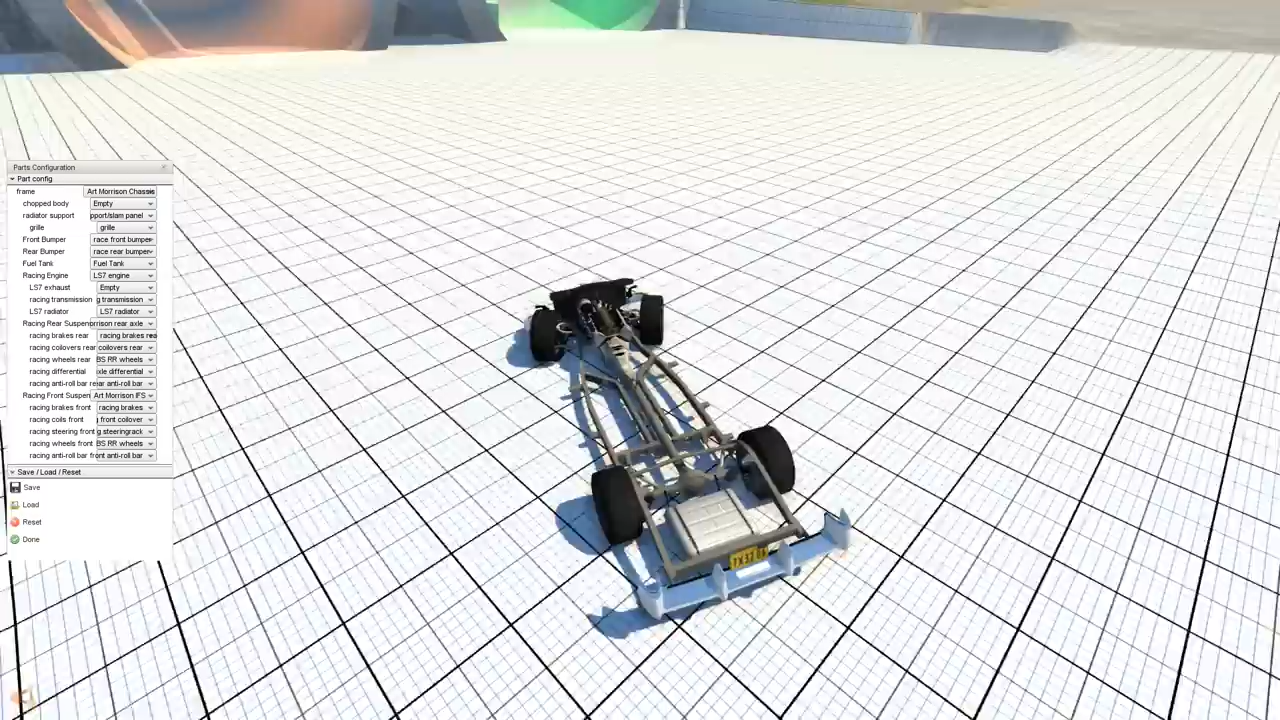 Parts Configuration
Part config
frame Art Morrison Chassis
chopped body Empty
radiator support pport/slam panel
grille grille
Front Bumper race front bumper
Rear Bumper race rear bumper
Fuel Tank Fuel Tank
Racing Engine LS7 engine
LS7 exhaust Empty
racing transmission g transmission
LS7 radiator LS7 radiator
Racing Rear Suspen orrison rear axle
racing brakes rear racing brakes rea
racing coilovers rear coilovers rear
racing wheels rear BS RR wheels
racing differential xle differential
racing anti-roll bar rear anti-roll bar
Racing Front Suspen Art Morrison IFS
racing brakes front racing brakes
racing coils front front coilover
racing steering front g steeringrack
racing wheels front BS RR wheels
racing anti-roll bar front anti-roll bar
Save / Load / Reset
Save
Load
Reset
Done